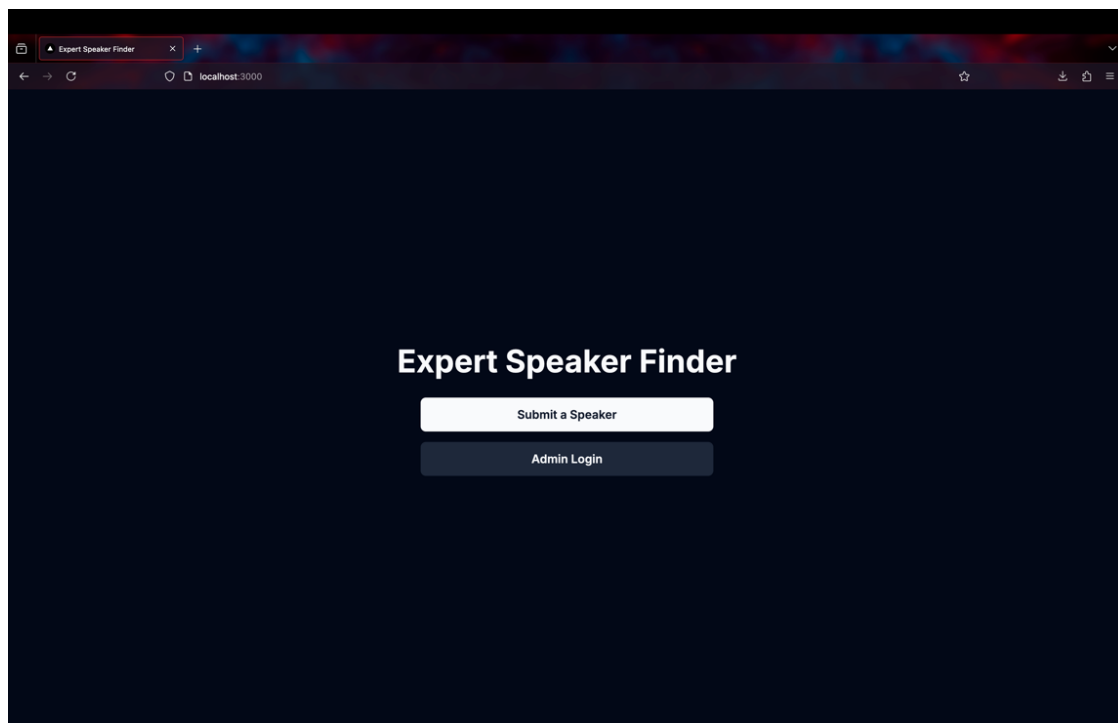 Expert Speaker Finder
localhost:3000
Expert Speaker Finder
Submit a Speaker
Admin Login